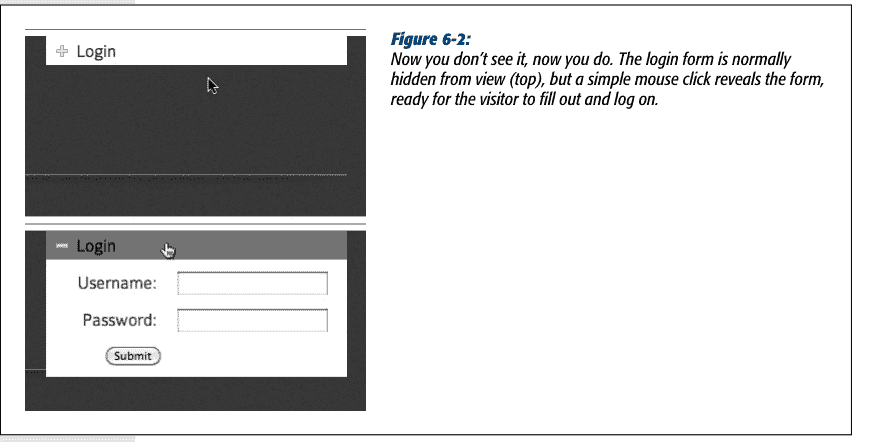 Login
Login
Username:
Password:
Submit
Figure 6-2:
Now you don’t see it, now you do. The login form is normally
hidden from view (top), but a simple mouse click reveals the form,
ready for the visitor to fill out and log on.